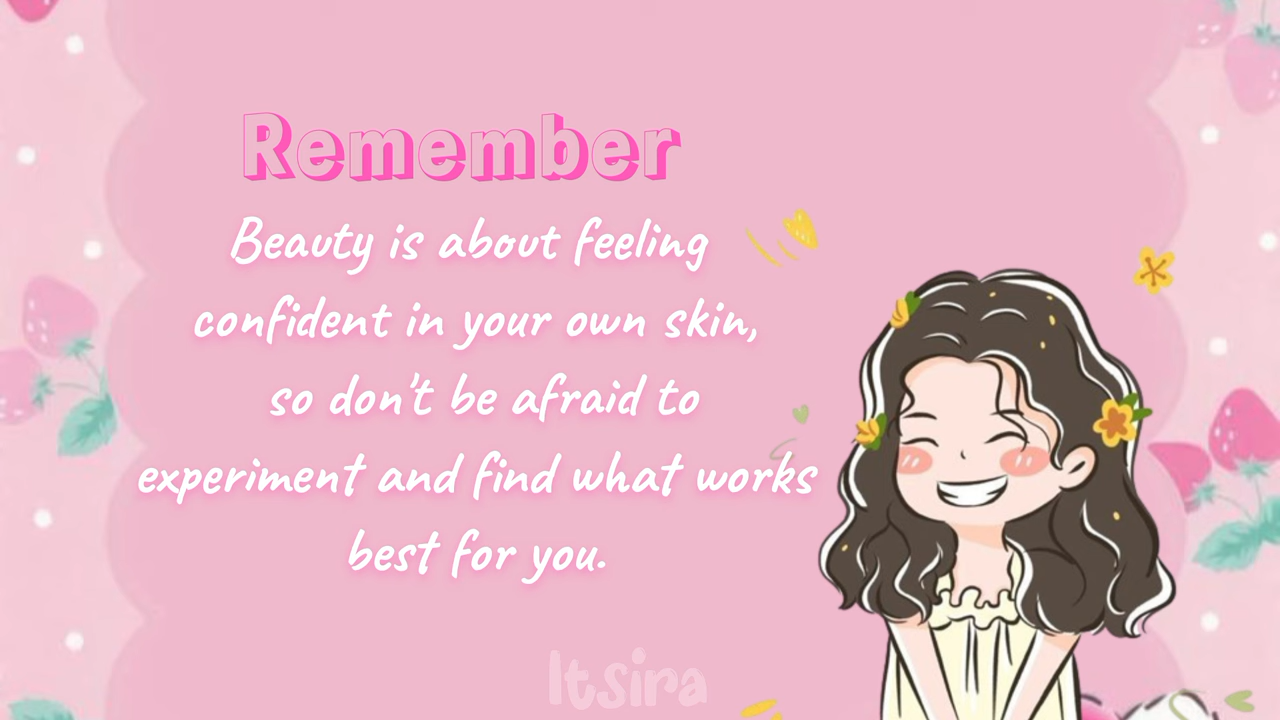 Remember
Beauty is about feeling
confident in your own skin,
so don't be afraid to
experiment and find what works
best for you.
Itsira